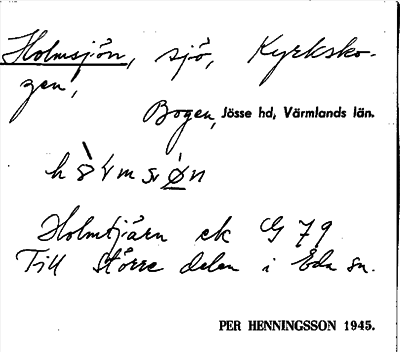 Holmsjön, sjö, Kyrksko-
gen,
Bogen, Jösse hd, Värmlands län.
Holmtjärn ek G 79
Till större delen i Eda sn.
PER HENNINGSSON 1945.